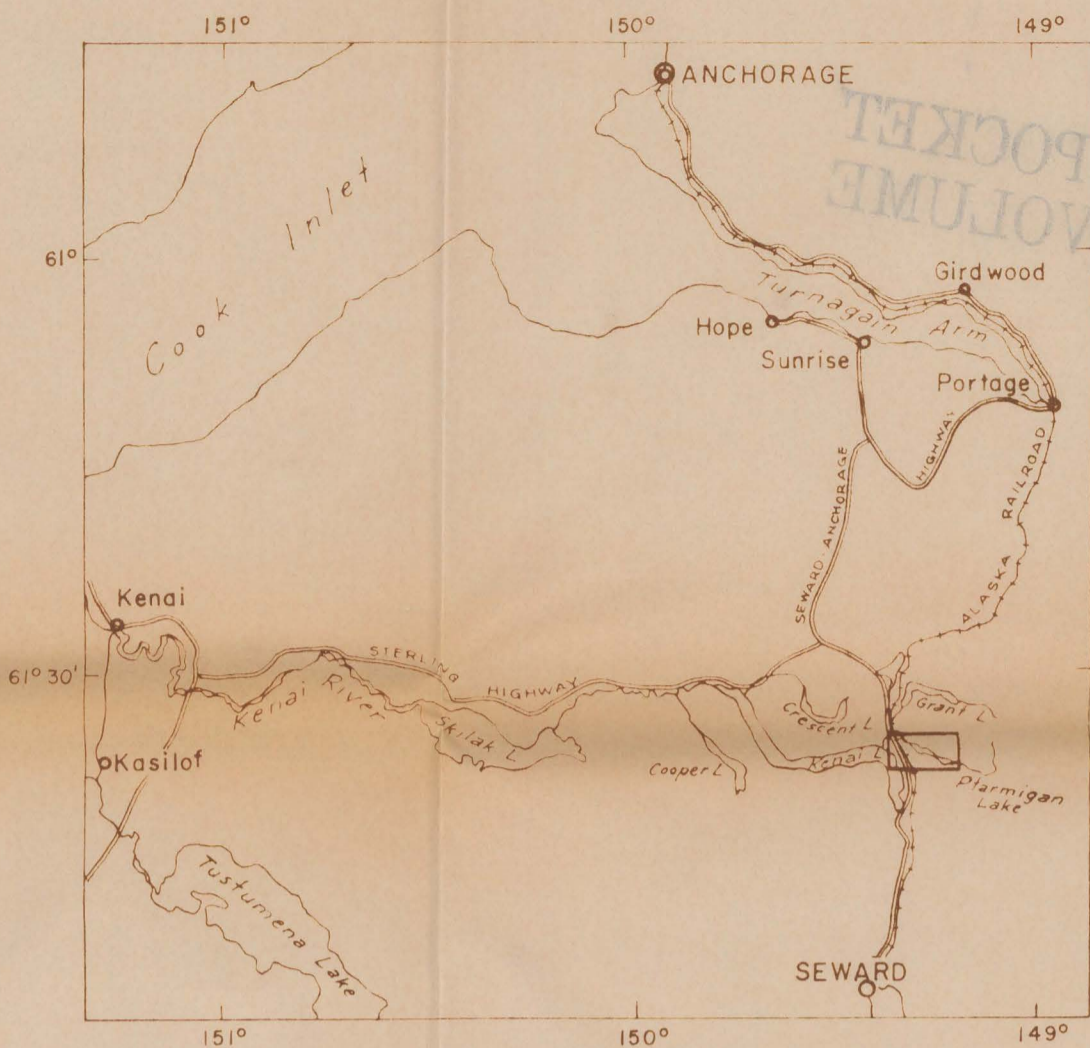 151°
150°
149°
ANCHORAGE
POCKET
VOLUME
Cook Inlet
61°
Girdwood
Turnagain Arm
Hope
Sunrise
Portage
SEWARD-ANCHORAGE
HIGHWAY
ALASKA RAILROAD
Kenai
61°30'
STERLING
HIGHWAY
Kenai River
Skilak L
Crescent L
Grant L
Kasilof
Cooper L
Kenai L
Ptarmigan
Lake
Tustumena Lake
SEWARD
151°
150°
149°